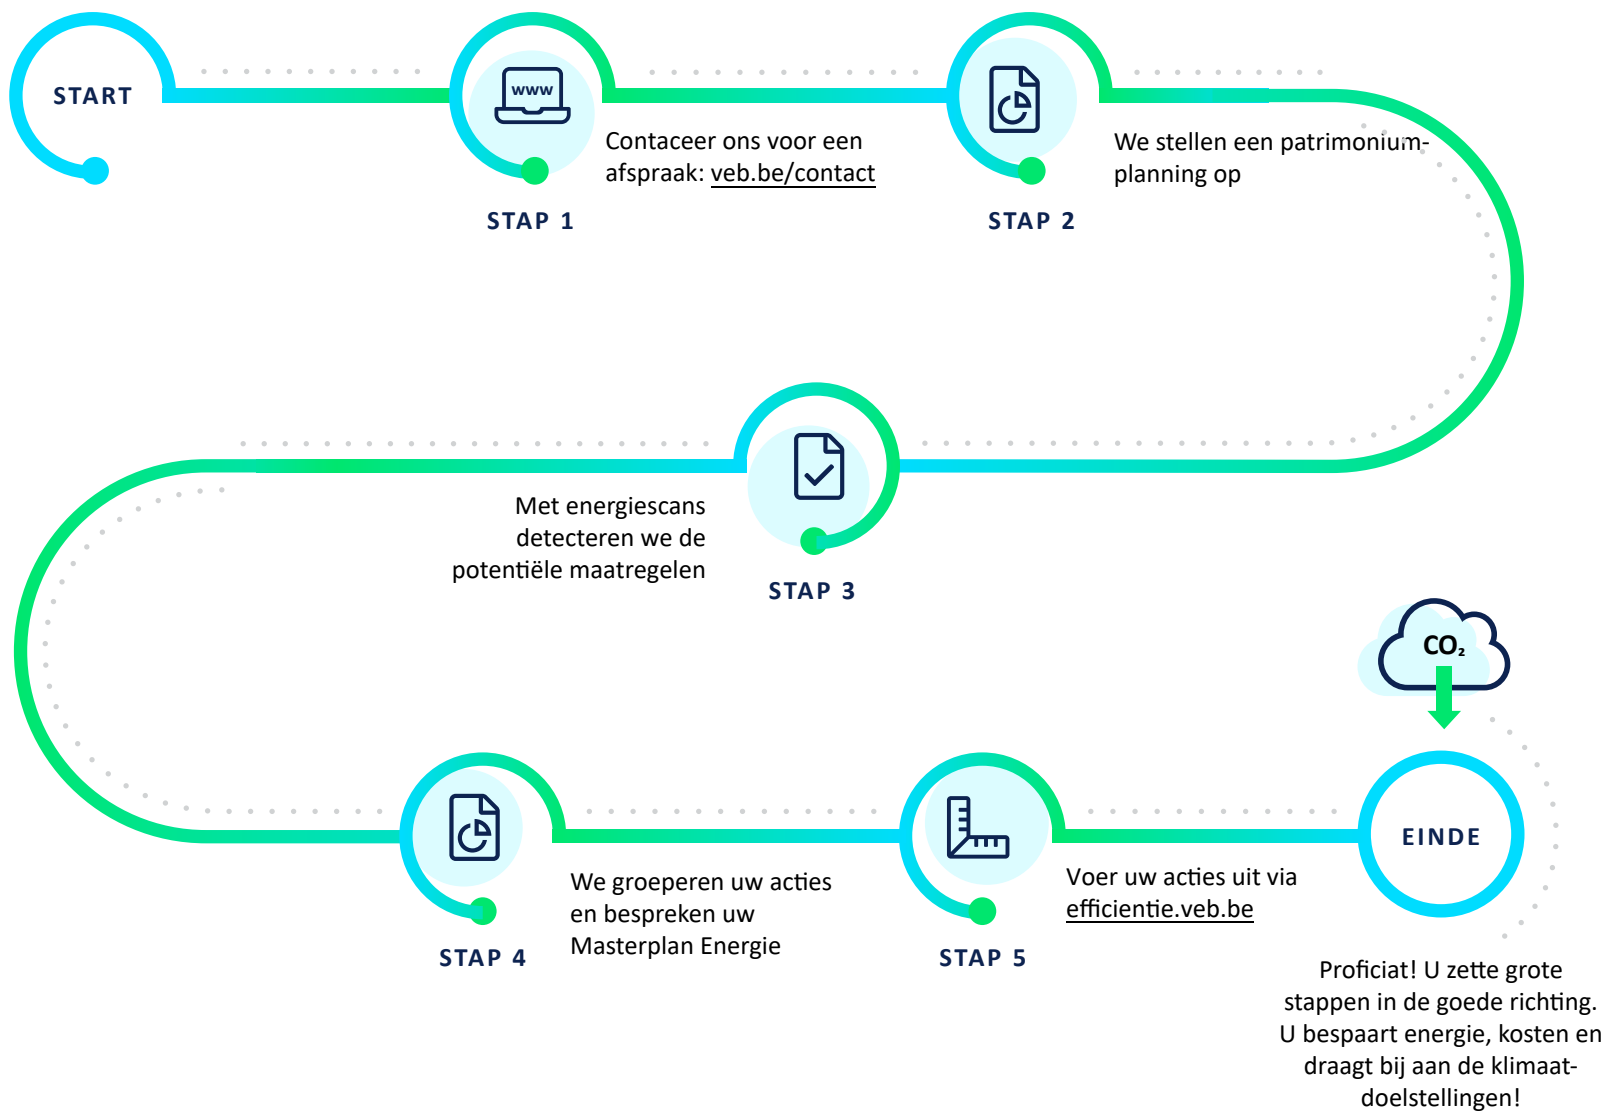 START
www
Contaceer ons voor een
afspraak: veb.be/contact
STAP 1
We stellen een patrimonium-
planning op
STAP 2
Met energiescans
detecteren we de
potentiële maatregelen
STAP 3
We groeperen uw acties
en bespreken uw
Masterplan Energie
STAP 4
Voer uw acties uit via
efficientie.veb.be
STAP 5
CO₂
EINDE
Proficiat! U zette grote
stappen in de goede richting.
U bespaart energie, kosten en
draagt bij aan de klimaat-
doelstellingen!